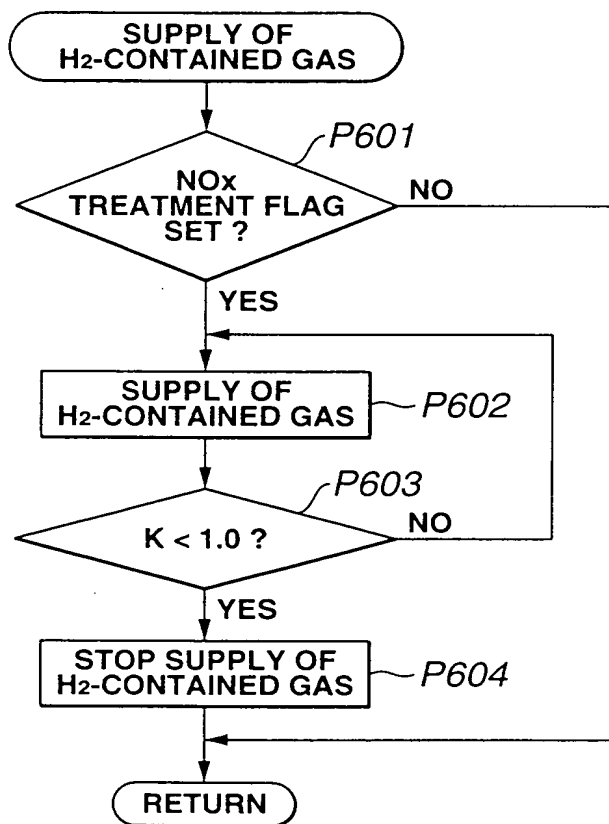 SUPPLY OF
H2-CONTAINED GAS
P601
NOx
TREATMENT FLAG
SET ?
NO
YES
SUPPLY OF
H2-CONTAINED GAS
P602
P603
K < 1.0 ?
NO
YES
STOP SUPPLY OF
H2-CONTAINED GAS
P604
RETURN